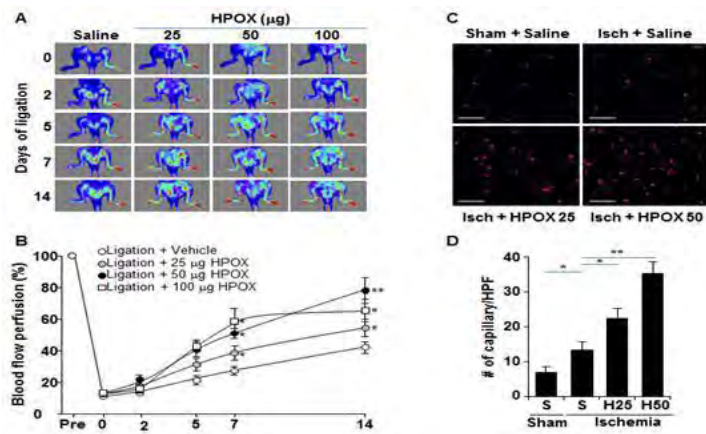 A
HPOX (µg)
Saline 25 50 100
Days of ligation
0
2
5
7
14
B
Blood flow perfusion (%)
Ligation + Vehicle
Ligation + 25 µg HPOX
Ligation + 50 µg HPOX
Ligation + 100 µg HPOX
100
80
60
40
20
0
**
*
*
*
*
*
Pre 0 2 5 7 14
C
Sham + Saline Isch + Saline
Isch + HPOX 25 Isch + HPOX 50
D
# of capillary/HPF
40
30
20
10
0
**
* *
S S H25 H50
Sham Ischemia